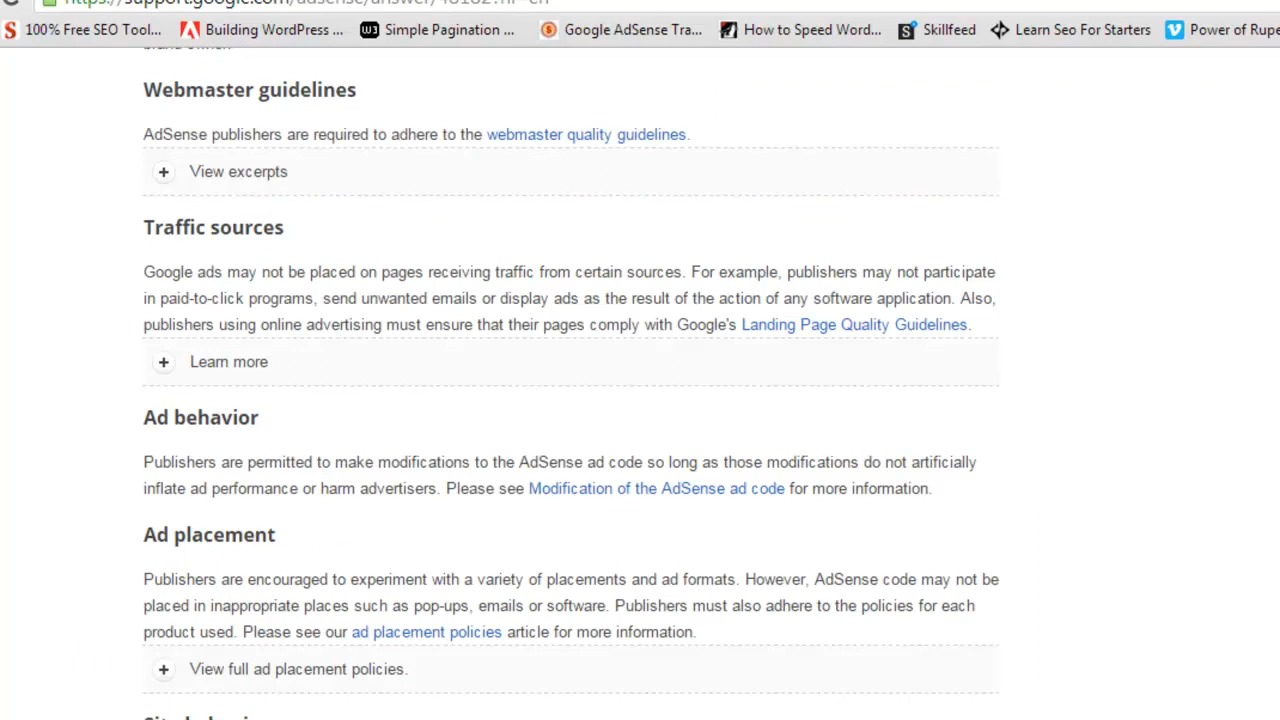 100% Free SEO Tool... Building WordPress ... Simple Pagination ... Google AdSense Tra... How to Speed Word... Skillfeed Learn Seo For Starters Power of Rupe
Webmaster guidelines
AdSense publishers are required to adhere to the webmaster quality guidelines.
View excerpts
Traffic sources
Google ads may not be placed on pages receiving traffic from certain sources. For example, publishers may not participate
in paid-to-click programs, send unwanted emails or display ads as the result of the action of any software application. Also,
publishers using online advertising must ensure that their pages comply with Google's Landing Page Quality Guidelines.
Learn more
Ad behavior
Publishers are permitted to make modifications to the AdSense ad code so long as those modifications do not artificially
inflate ad performance or harm advertisers. Please see Modification of the AdSense ad code for more information.
Ad placement
Publishers are encouraged to experiment with a variety of placements and ad formats. However, AdSense code may not be
placed in inappropriate places such as pop-ups, emails or software. Publishers must also adhere to the policies for each
product used. Please see our ad placement policies article for more information.
View full ad placement policies.